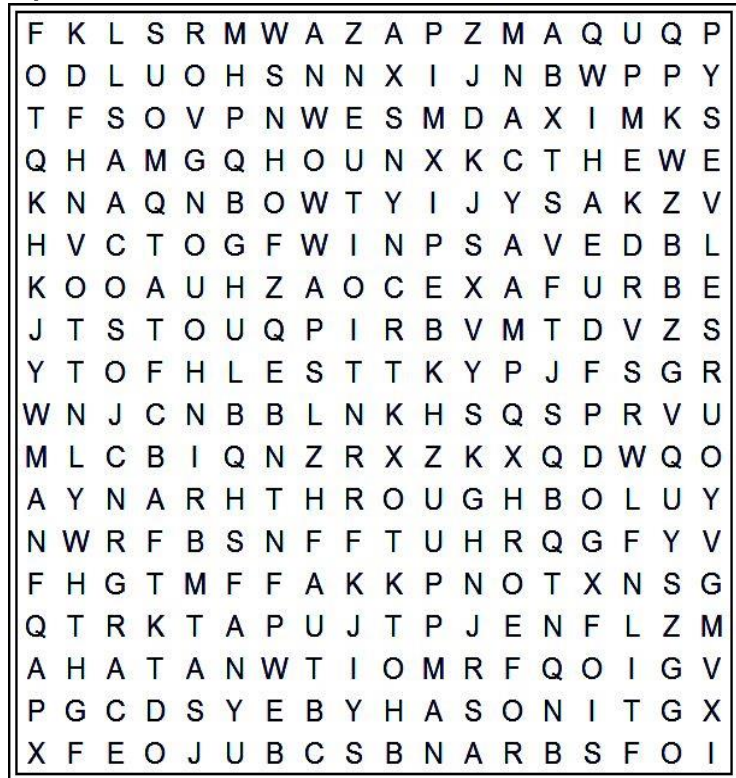 F K L S R M W A Z A P Z M A Q U Q P
O D L U O H S N N X I J N B W P P Y
T F S O V P N W E S M D A X I M K S
Q H A M G Q H O U N X K C T H E W E
K N A Q N B O W T Y I J Y S A K Z V
H V C T O G F W I N P S A V E D B L
K O O A U H Z A O C E X A F U R B E
J T S T O U Q P I R B V M T D V Z S
Y T O F H L E S T T K Y P J F S G R
W N J C N B B L N K H S Q S P R V U
M L C B I Q N Z R X Z K X Q D W Q O
A Y N A R H T H R O U G H B O L U Y
N W R F B S N F F T U H R Q G F Y V
F H G T M F F A K K P N O T X N S G
Q T R K T A P U J T P J E N F L Z M
A H A T A N W T I O M R F Q O I G V
P G C D S Y E B Y H A S O N I T G X
X F E O J U B C S B N A R B S F O I